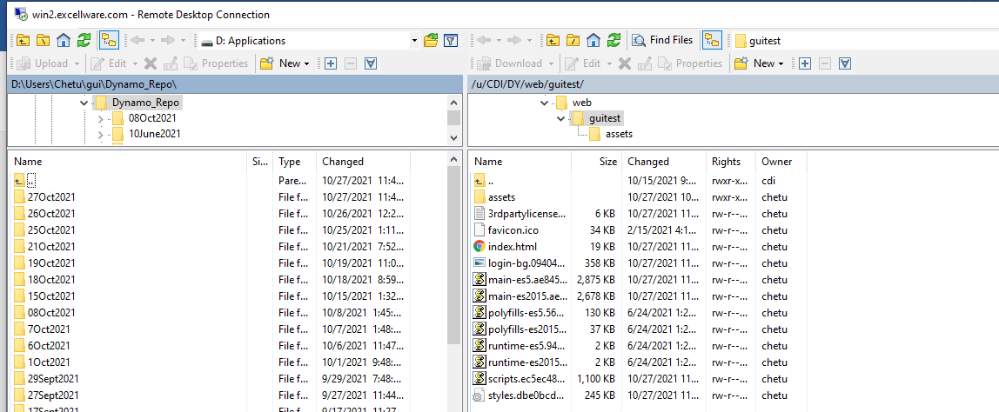 win2.excellware.com - Remote Desktop Connection
D: Applications
Find Files
guitest
Upload Edit Properties New
Download Edit Properties New
D:\Users\Chetu\gui\Dynamo_Repo\
/u/CDI/DY/web/guitest/
Dynamo_Repo
08Oct2021
10June2021
web
guitest
assets
Name Si... Type Changed
.. Pare... 10/27/2021 11:4...
27Oct2021 File f... 10/27/2021 11:4...
26Oct2021 File f... 10/26/2021 12:2...
25Oct2021 File f... 10/25/2021 1:11...
21Oct2021 File f... 10/21/2021 7:52...
19Oct2021 File f... 10/19/2021 11:0...
18Oct2021 File f... 10/18/2021 8:59...
15Oct2021 File f... 10/15/2021 1:32...
08Oct2021 File f... 10/8/2021 1:45:...
7Oct2021 File f... 10/7/2021 1:48:...
6Oct2021 File f... 10/6/2021 11:47...
1Oct2021 File f... 10/1/2021 9:48:...
29Sept2021 File f... 9/29/2021 7:48:...
27Sept2021 File f... 9/27/2021 11:44...
17Sept2021 File f... 9/17/2021 11:27...
Name Size Changed Rights Owner
.. 10/15/2021 9:... rwxr-x... cdi
assets 10/27/2021 10... rwxr-x... chetu
3rdpartylicense... 6 KB 10/27/2021 11... rw-r--... chetu
favicon.ico 34 KB 2/15/2021 4:1... rw-r--... chetu
index.html 19 KB 10/27/2021 11... rw-r--... chetu
login-bg.09404... 358 KB 10/27/2021 11... rw-r--... chetu
main-es5.ae845... 2,875 KB 10/27/2021 11... rw-r--... chetu
main-es2015.ae... 2,678 KB 10/27/2021 11... rw-r--... chetu
polyfills-es5.56... 130 KB 6/24/2021 1:2... rw-r--... chetu
polyfills-es2015... 37 KB 6/24/2021 1:2... rw-r--... chetu
runtime-es5.94... 2 KB 6/24/2021 1:2... rw-r--... chetu
runtime-es2015... 2 KB 6/24/2021 1:2... rw-r--... chetu
scripts.ec5ec48... 1,100 KB 10/27/2021 11... rw-r--... chetu
styles.dbe0bcd... 245 KB 10/27/2021 11... rw-r--... chetu